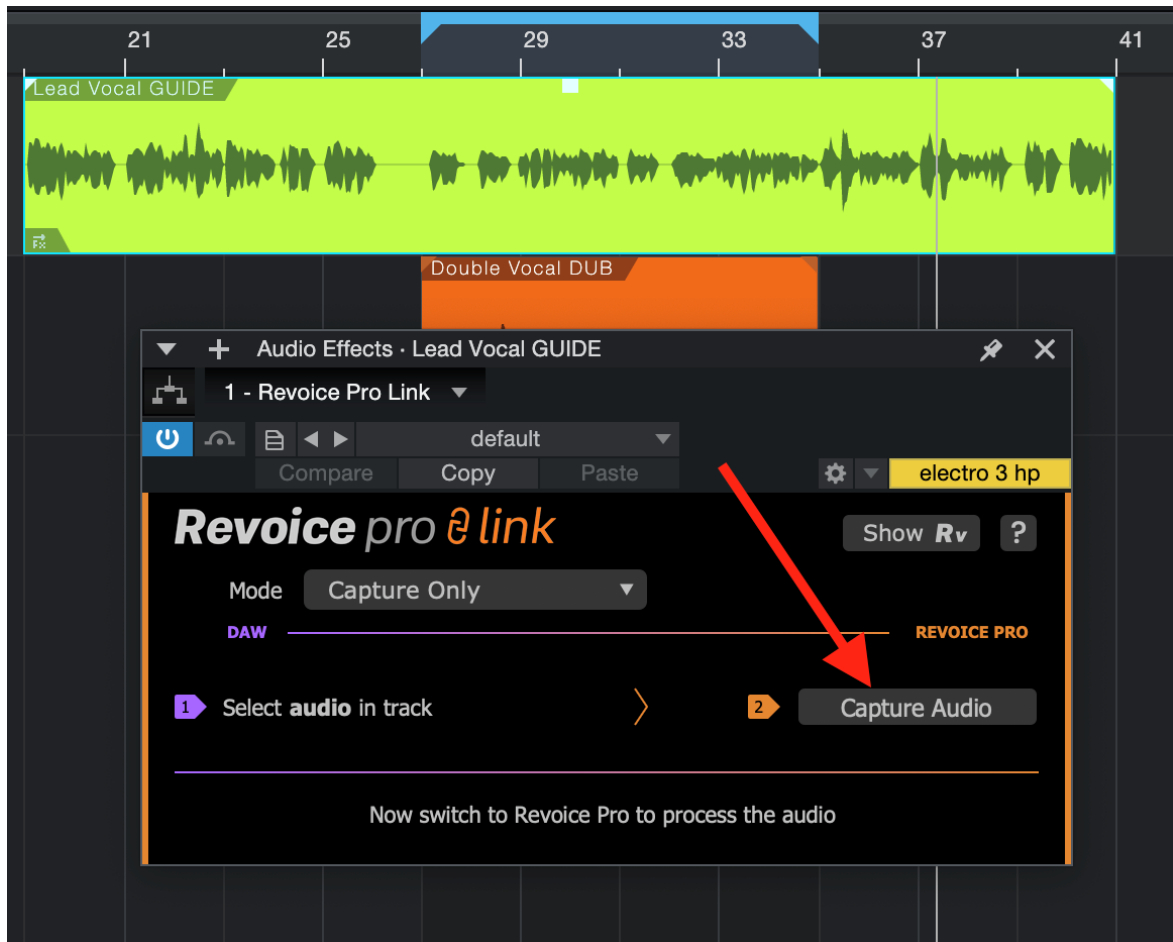 21 25 29 33 37 41
Lead Vocal GUIDE
Fx
Double Vocal DUB
Audio Effects · Lead Vocal GUIDE
1 - Revoice Pro Link
default
Compare Copy Paste
electro 3 hp
Revoice pro link
Show Rv ?
Mode Capture Only
DAW REVOICE PRO
1 Select audio in track 2 Capture Audio
Now switch to Revoice Pro to process the audio